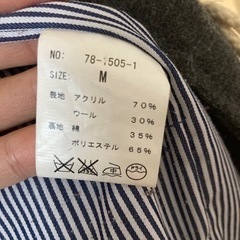 NO: 78-1505-1
SIZE: M
表地 アクリル 70%
ウール 30%
裏地 綿 35%
ポリエステル 65%